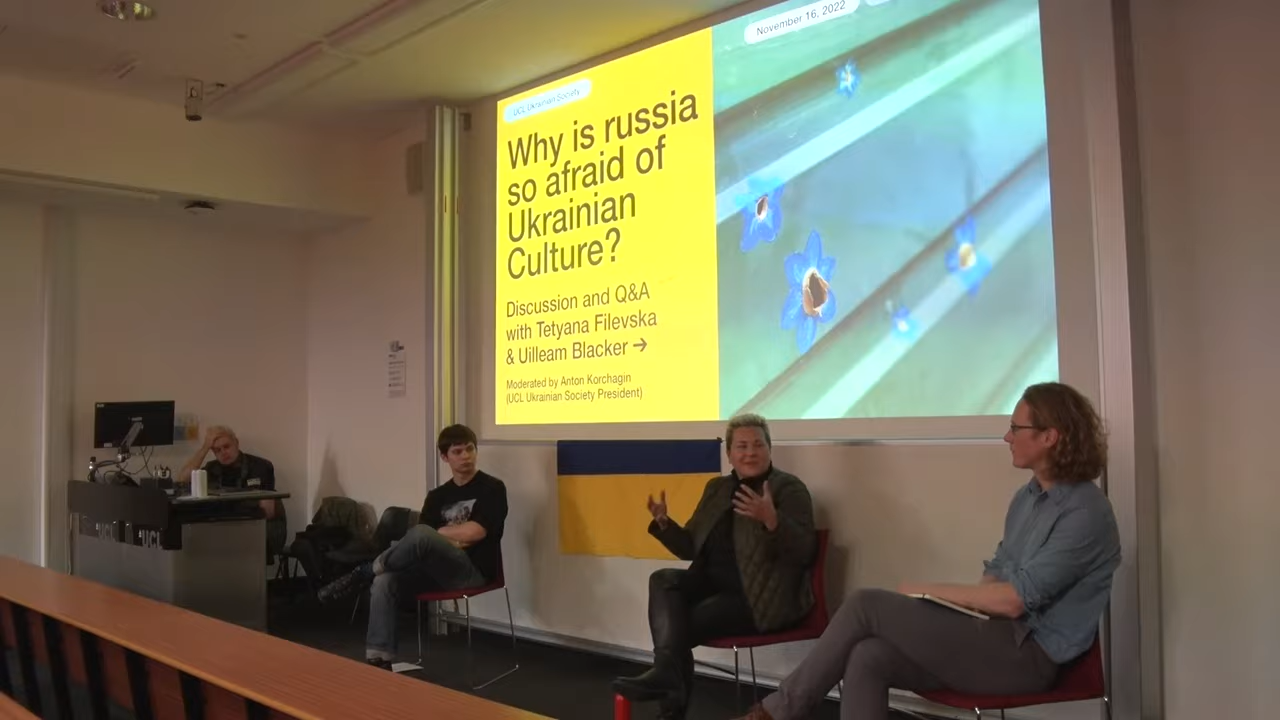 November 16, 2022
UCL Ukrainian Society
Why is russia
so afraid of
Ukrainian
Culture?
Discussion and Q&A
with Tetyana Filevska
& Uilleam Blacker →
Moderated by Anton Korchagin
(UCL Ukrainian Society President)
UCL
UCL